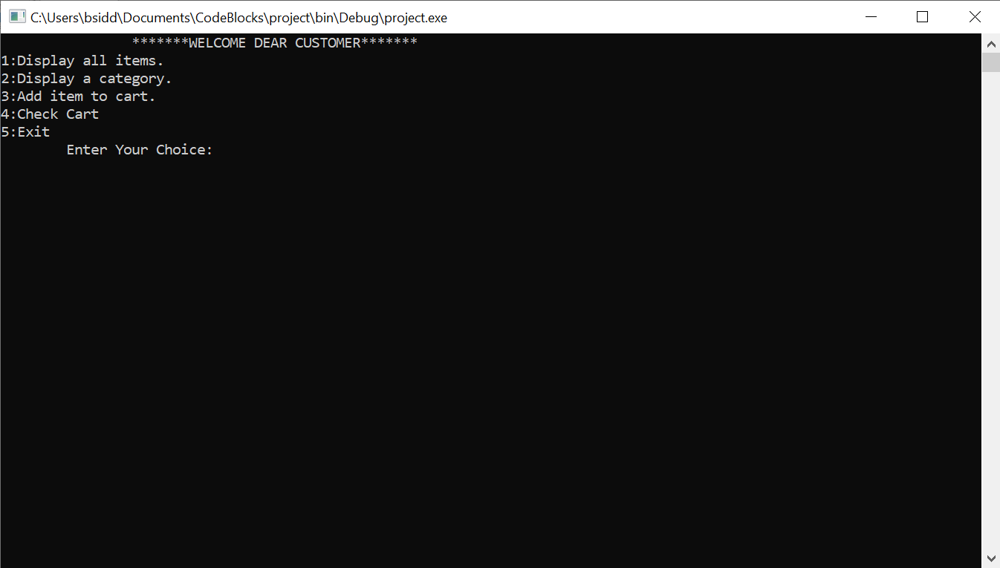 C:\Users\bsidd\Documents\CodeBlocks\project\bin\Debug\project.exe
*******WELCOME DEAR CUSTOMER*******
1:Display all items.
2:Display a category.
3:Add item to cart.
4:Check Cart
5:Exit
Enter Your Choice: